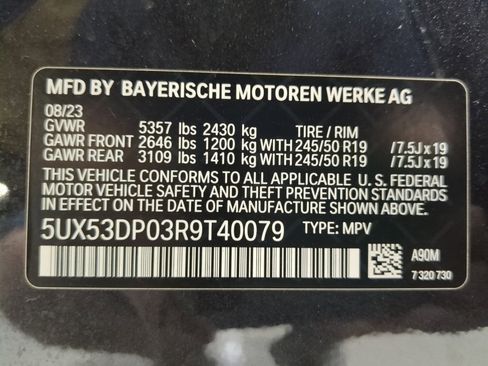 MFD BY BAYERISCHE MOTOREN WERKE AG
08/23
GVWR 5357 lbs 2430 kg TIRE / RIM
GAWR FRONT 2646 lbs 1200 kg WITH 245/50 R19 /7.5J x 19
GAWR REAR 3109 lbs 1410 kg WITH 245/50 R19 /7.5J x 19
THIS VEHICLE CONFORMS TO ALL APPLICABLE U.S. FEDERAL
MOTOR VEHICLE SAFETY AND THEFT PREVENTION STANDARDS
IN EFFECT ON THE DATE OF MANUFACTURE SHOWN ABOVE.
5UX53DP03R9T40079 TYPE: MPV
A90M
7 320 730